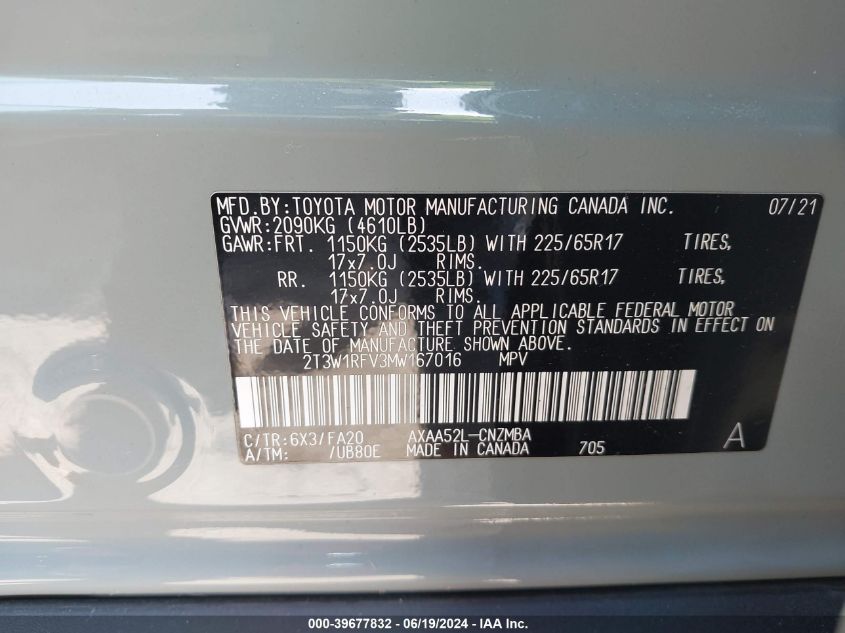 MFD.BY:TOYOTA MOTOR MANUFACTURING CANADA INC. 07/21
GVWR:2090KG (4610LB)
GAWR:FRT. 1150KG (2535LB) WITH 225/65R17 TIRES,
17x7.0J RIMS.
RR. 1150KG (2535LB) WITH 225/65R17 TIRES,
17x7.0J RIMS.
THIS VEHICLE CONFORMS TO ALL APPLICABLE FEDERAL MOTOR
VEHICLE SAFETY AND THEFT PREVENTION STANDARDS IN EFFECT ON
THE DATE OF MANUFACTURE SHOWN ABOVE.
2T3W1RFV3MW167016 MPV
C/TR:6X3/FA20 AXAA52L-CNZMBA
A/TM: /UB80E MADE IN CANADA 705 A
000-39677832 - 06/19/2024 - IAA Inc.